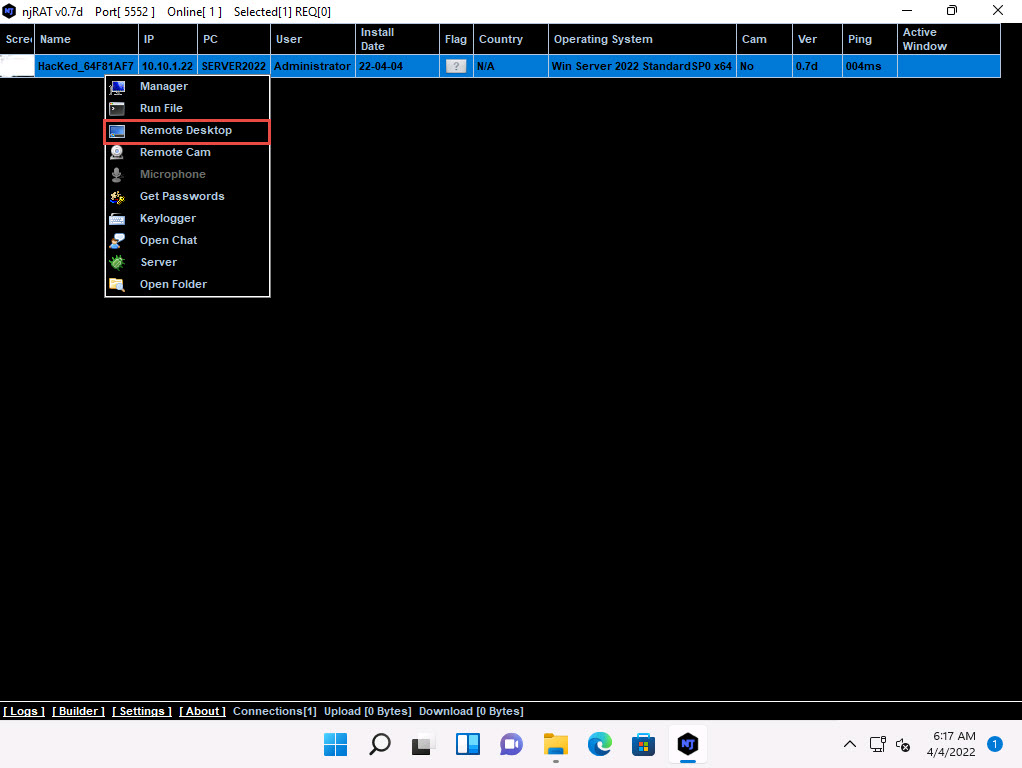 njRAT v0.7d Port[ 5552 ] Online[ 1 ] Selected[1] REQ[0]
Scree Name IP PC User Install Date Flag Country Operating System Cam Ver Ping Active Window
HacKed_64F81AF7 10.10.1.22 SERVER2022 Administrator 22-04-04 ? N/A Win Server 2022 StandardSP0 x64 No 0.7d 004ms
Manager
Run File
Remote Desktop
Remote Cam
Microphone
Get Passwords
Keylogger
Open Chat
Server
Open Folder
[ Logs ] [ Builder ] [ Settings ] [ About ] Connections[1] Upload [0 Bytes] Download [0 Bytes]
NJ
6:17 AM
4/4/2022
1